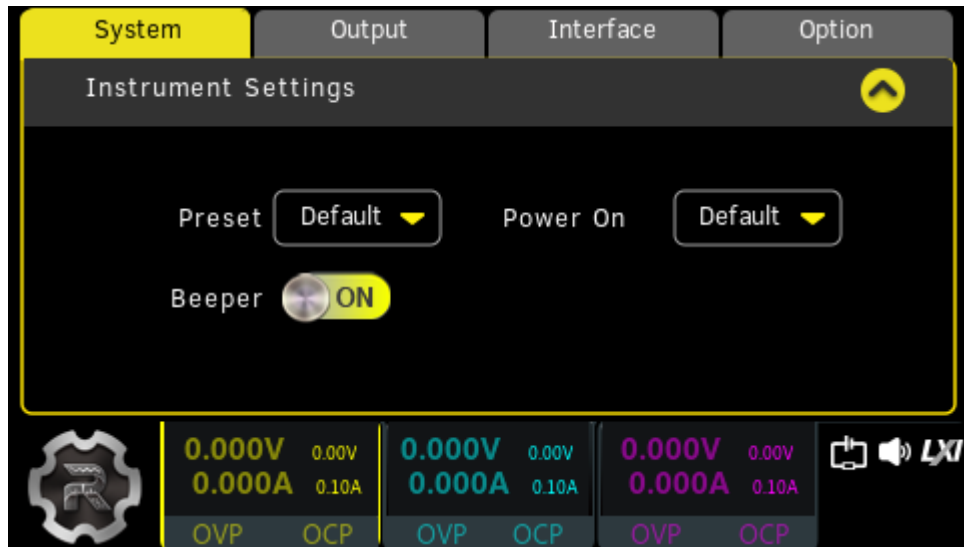 System Output Interface Option
Instrument Settings
Preset Default Power On Default
Beeper ON
0.000V 0.00V 0.000V 0.00V 0.000V 0.00V LXI
0.000A 0.10A 0.000A 0.10A 0.000A 0.10A
OVP OCP OVP OCP OVP OCP
R